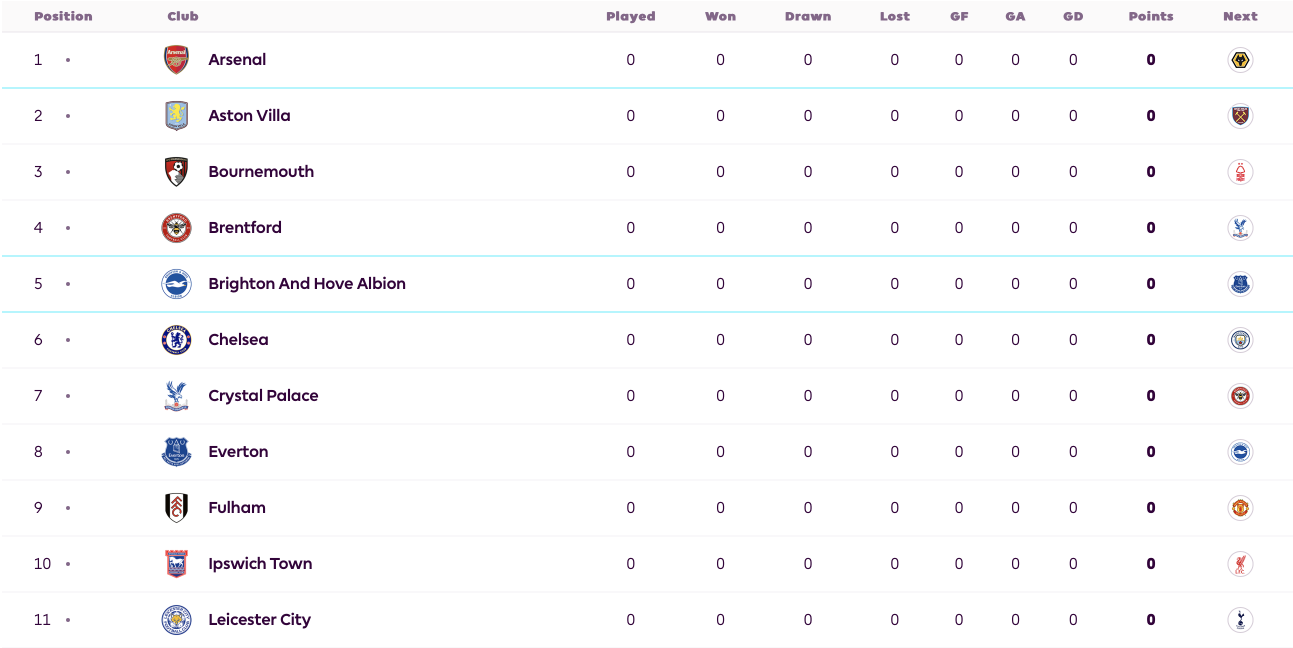 Position Club Played Won Drawn Lost GF GA GD Points Next
1 Arsenal 0 0 0 0 0 0 0 0
2 Aston Villa 0 0 0 0 0 0 0 0
3 Bournemouth 0 0 0 0 0 0 0 0
4 Brentford 0 0 0 0 0 0 0 0
5 Brighton And Hove Albion 0 0 0 0 0 0 0 0
6 Chelsea 0 0 0 0 0 0 0 0
7 Crystal Palace 0 0 0 0 0 0 0 0
8 Everton 0 0 0 0 0 0 0 0
9 Fulham 0 0 0 0 0 0 0 0
10 Ipswich Town 0 0 0 0 0 0 0 0
11 Leicester City 0 0 0 0 0 0 0 0